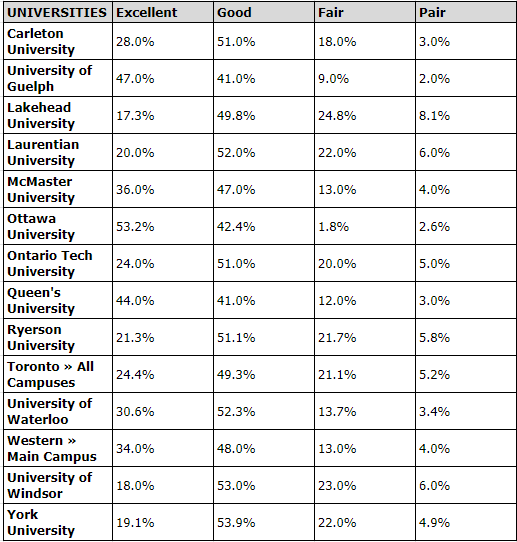 UNIVERSITIES Excellent Good Fair Pair
Carleton
University 28.0% 51.0% 18.0% 3.0%
University of
Guelph 47.0% 41.0% 9.0% 2.0%
Lakehead
University 17.3% 49.8% 24.8% 8.1%
Laurentian
University 20.0% 52.0% 22.0% 6.0%
McMaster
University 36.0% 47.0% 13.0% 4.0%
Ottawa
University 53.2% 42.4% 1.8% 2.6%
Ontario Tech
University 24.0% 51.0% 20.0% 5.0%
Queen's
University 44.0% 41.0% 12.0% 3.0%
Ryerson
University 21.3% 51.1% 21.7% 5.8%
Toronto » All
Campuses 24.4% 49.3% 21.1% 5.2%
University of
Waterloo 30.6% 52.3% 13.7% 3.4%
Western »
Main Campus 34.0% 48.0% 13.0% 4.0%
University of
Windsor 18.0% 53.0% 23.0% 6.0%
York
University 19.1% 53.9% 22.0% 4.9%